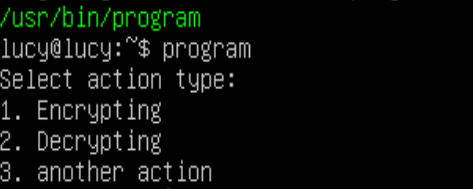 /usr/bin/program
lucy@lucy:~$ program
Select action type:
1. Encrypting
2. Decrypting
3. another action